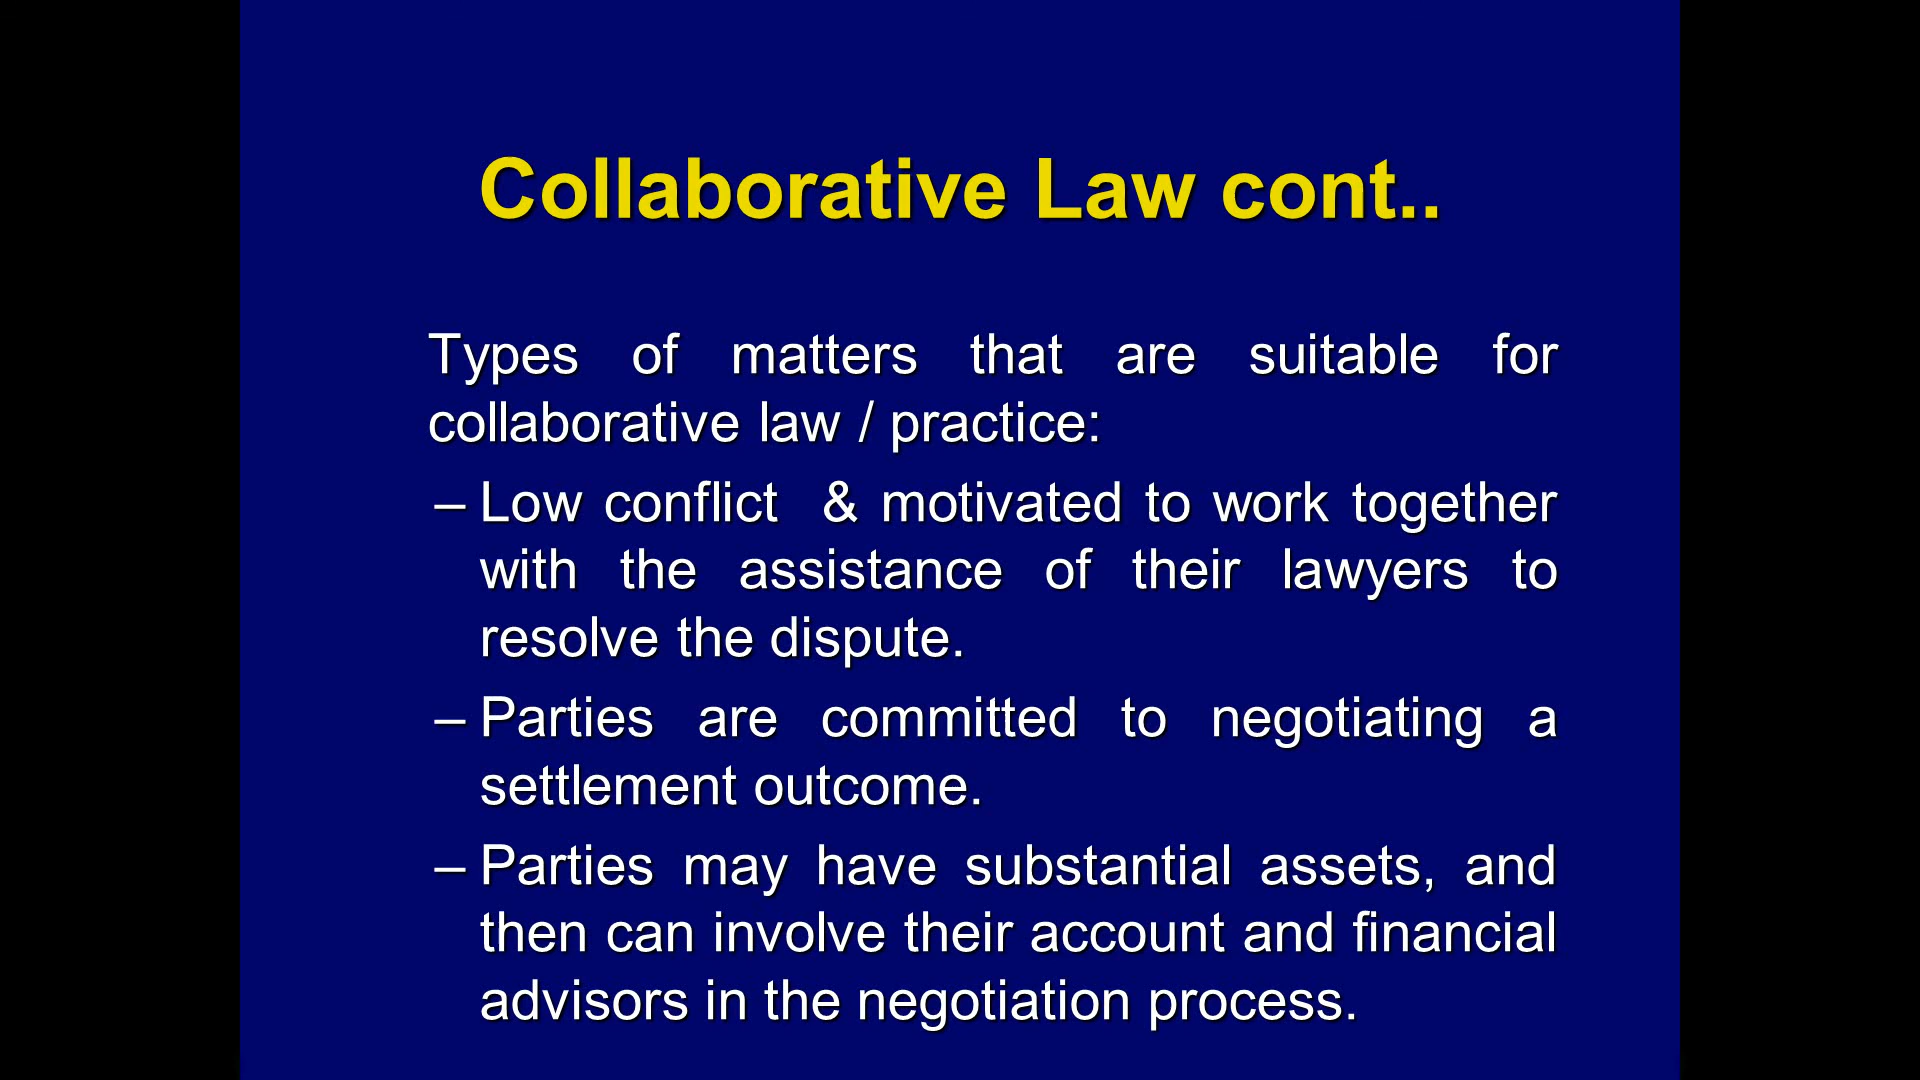 Collaborative Law cont..
Types of matters that are suitable for
collaborative law / practice:
– Low conflict & motivated to work together
with the assistance of their lawyers to
resolve the dispute.
– Parties are committed to negotiating a
settlement outcome.
– Parties may have substantial assets, and
then can involve their account and financial
advisors in the negotiation process.